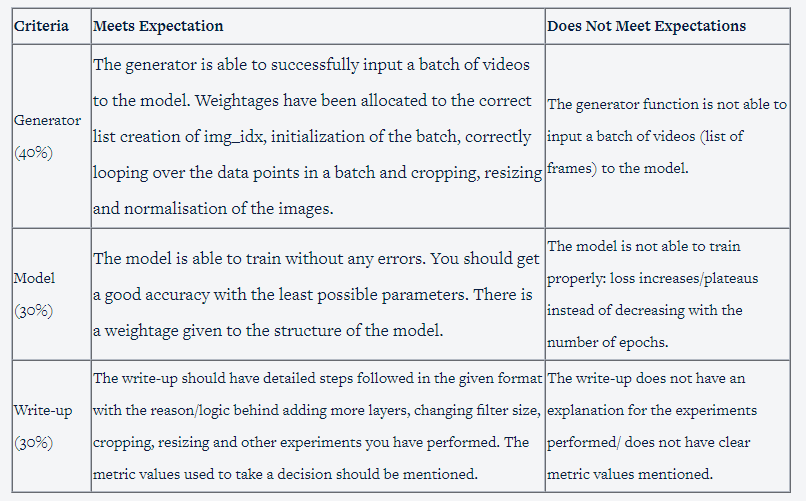 Criteria
Meets Expectation
Does Not Meet Expectations
Generator
(40%)
The generator is able to successfully input a batch of videos
to the model. Weightages have been allocated to the correct
list creation of img_idx, initialization of the batch, correctly
looping over the data points in a batch and cropping, resizing
and normalisation of the images.
The generator function is not able to
input a batch of videos (list of
frames) to the model.
Model
(30%)
The model is able to train without any errors. You should get
a good accuracy with the least possible parameters. There is
a weightage given to the structure of the model.
The model is not able to train
properly: loss increases/plateaus
instead of decreasing with the
number of epochs.
Write-up
(30%)
The write-up should have detailed steps followed in the given format
with the reason/logic behind adding more layers, changing filter size,
cropping, resizing and other experiments you have performed. The
metric values used to take a decision should be mentioned.
The write-up does not have an
explanation for the experiments
performed/ does not have clear
metric values mentioned.